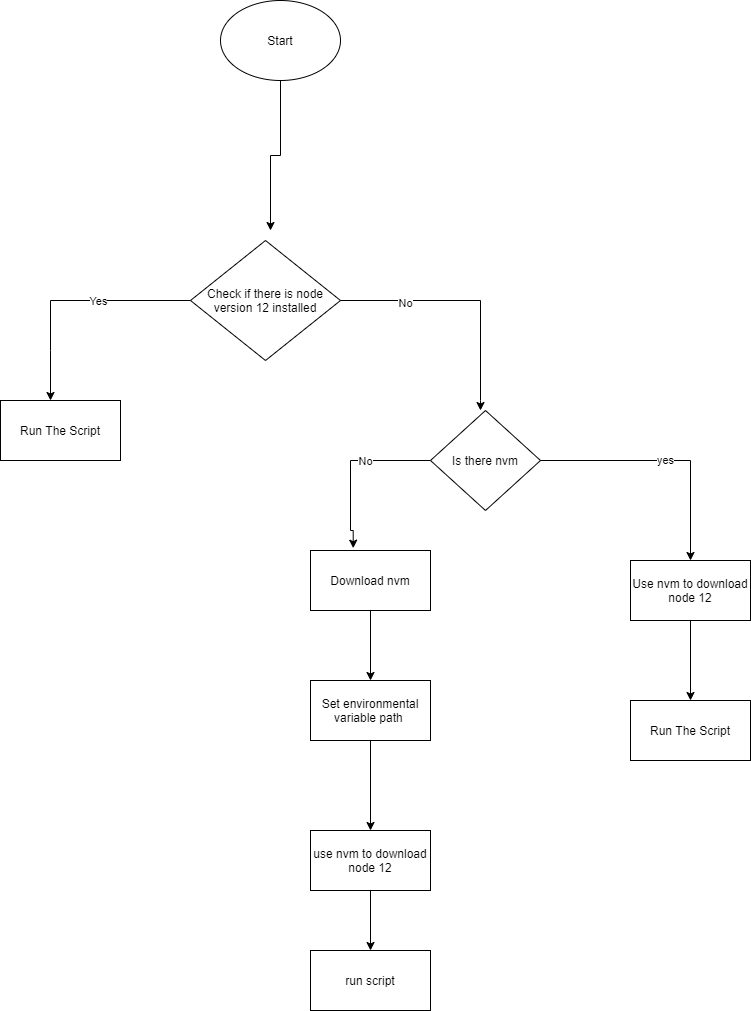 Start
Check if there is node
version 12 installed
Yes
No
Run The Script
Is there nvm
No
yes
Download nvm
Use nvm to download
node 12
Set environmental
variable path
Run The Script
use nvm to download
node 12
run script